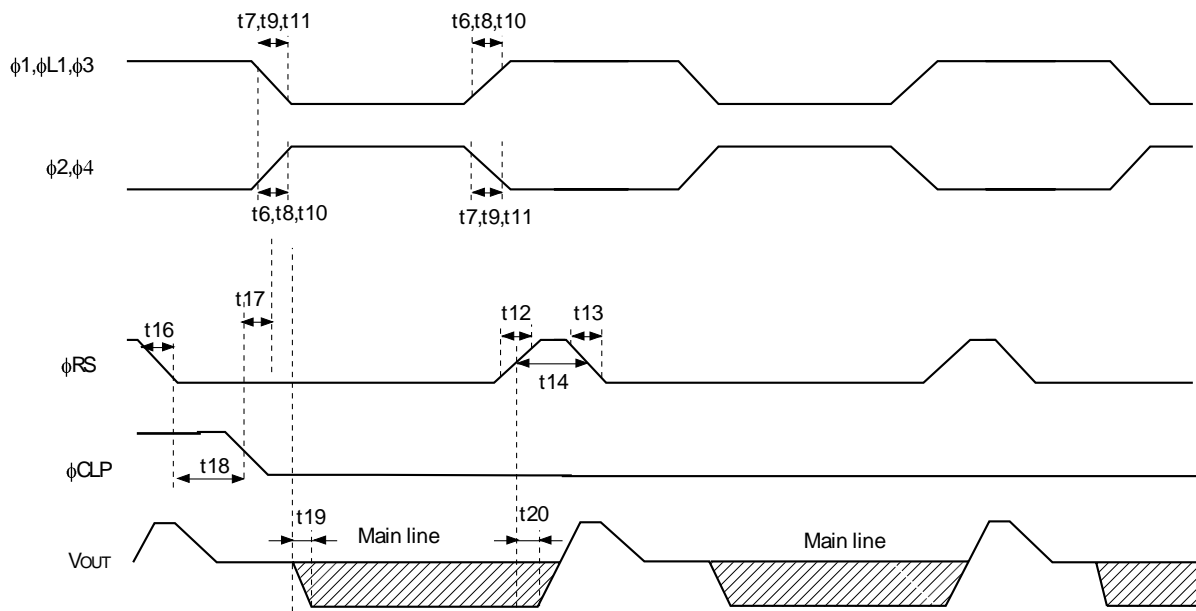 t7,t9,t11 t6,t8,t10
ϕ1,ϕL1,ϕ3
ϕ2,ϕ4
t6,t8,t10 t7,t9,t11
t17 t12 t13
t16
ϕRS
t14
ϕCLP
t18
t19 Main line t20 Main line
VOUT